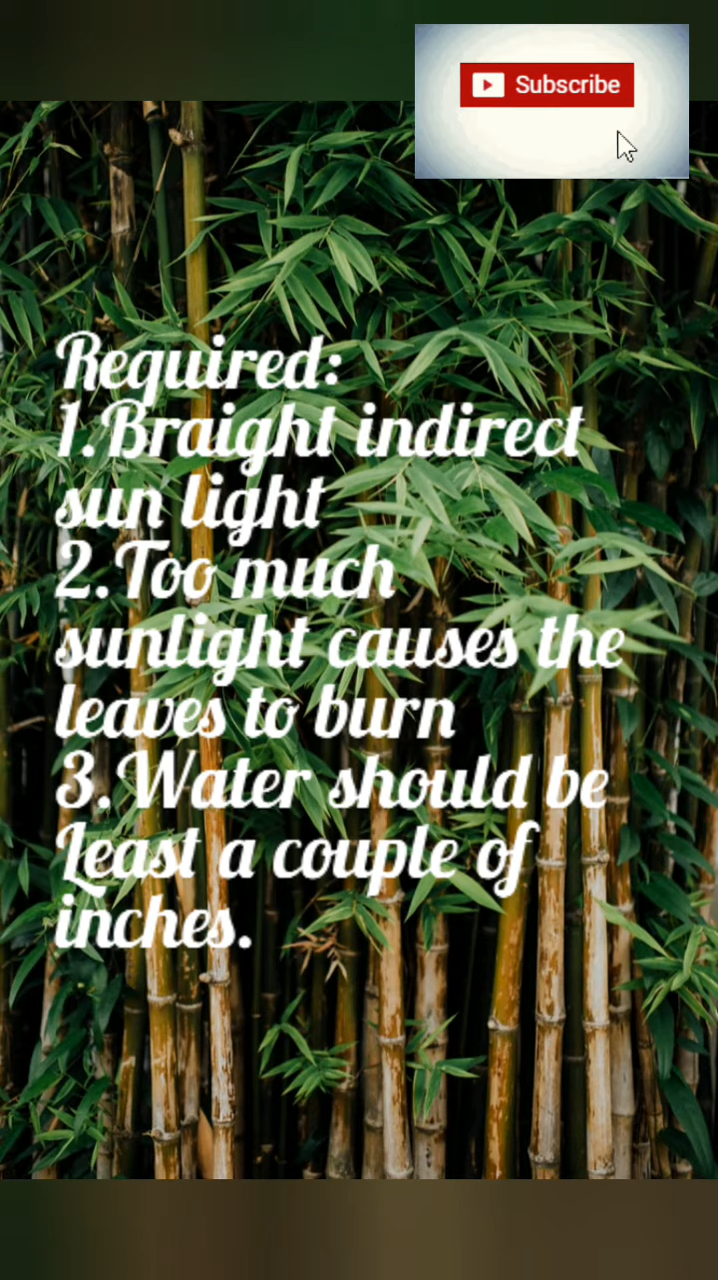 Subscribe
Required:
1.Braight indirect
sun light
2.Too much
sunlight causes the
leaves to burn
3.Water should be
Least a couple of
inches.